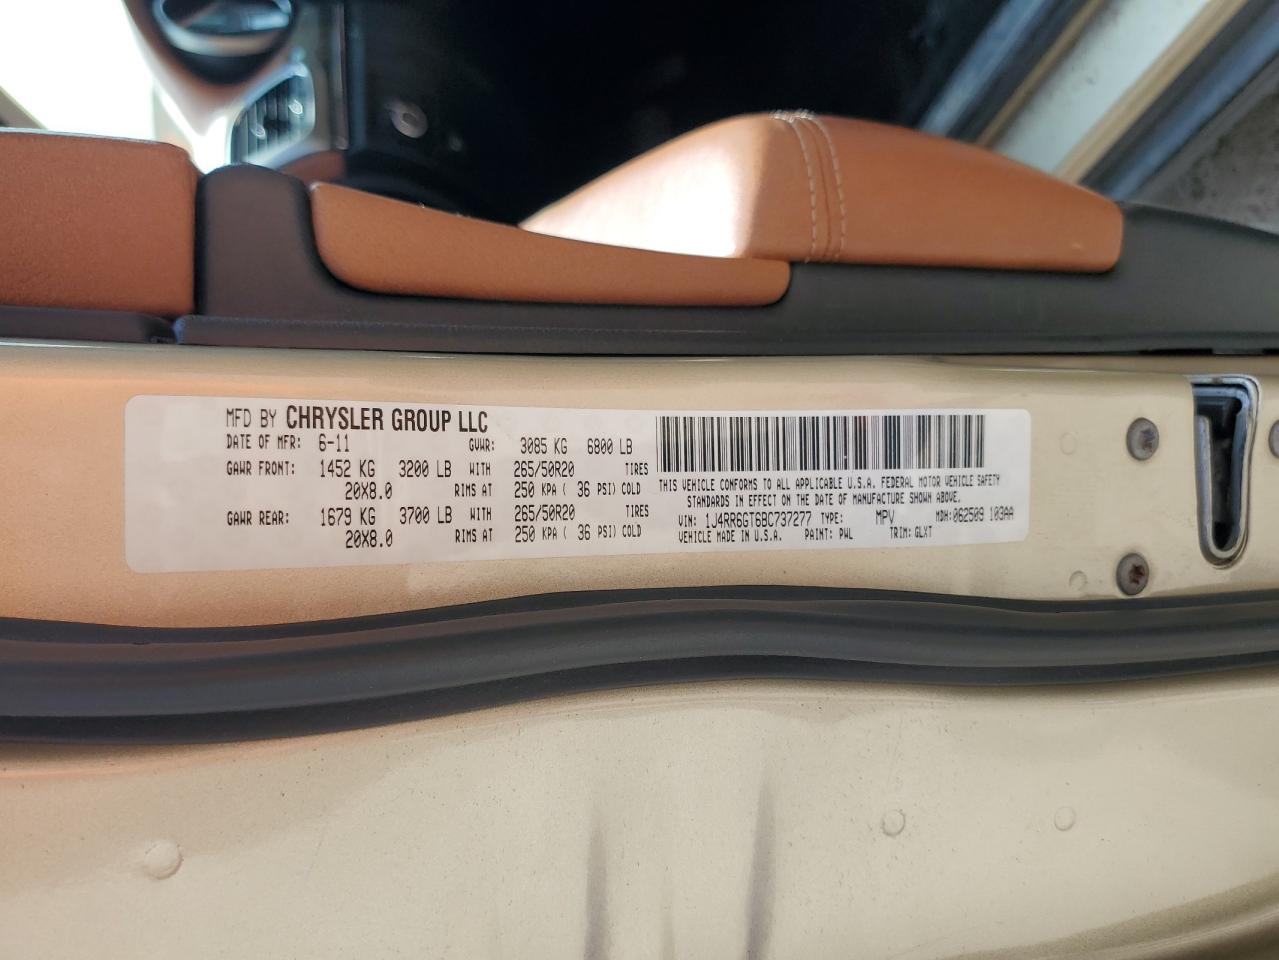 MFD BY CHRYSLER GROUP LLC
DATE OF MFR: 6-11 GVWR: 3085 KG 6800 LB
GAWR FRONT: 1452 KG 3200 LB WITH 265/50R20 TIRES
20X8.0 RIMS AT 250 KPA ( 36 PSI) COLD
GAWR REAR: 1679 KG 3700 LB WITH 265/50R20 TIRES
20X8.0 RIMS AT 250 KPA ( 36 PSI) COLD
THIS VEHICLE CONFORMS TO ALL APPLICABLE U.S.A. FEDERAL MOTOR VEHICLE SAFETY
STANDARDS IN EFFECT ON THE DATE OF MANUFACTURE SHOWN ABOVE.
VIN: 1J4RR6GT6BC737277 TYPE: MPV MDH: 062509 103AA
VEHICLE MADE IN U.S.A. PAINT: PWL TRIM: GLXT